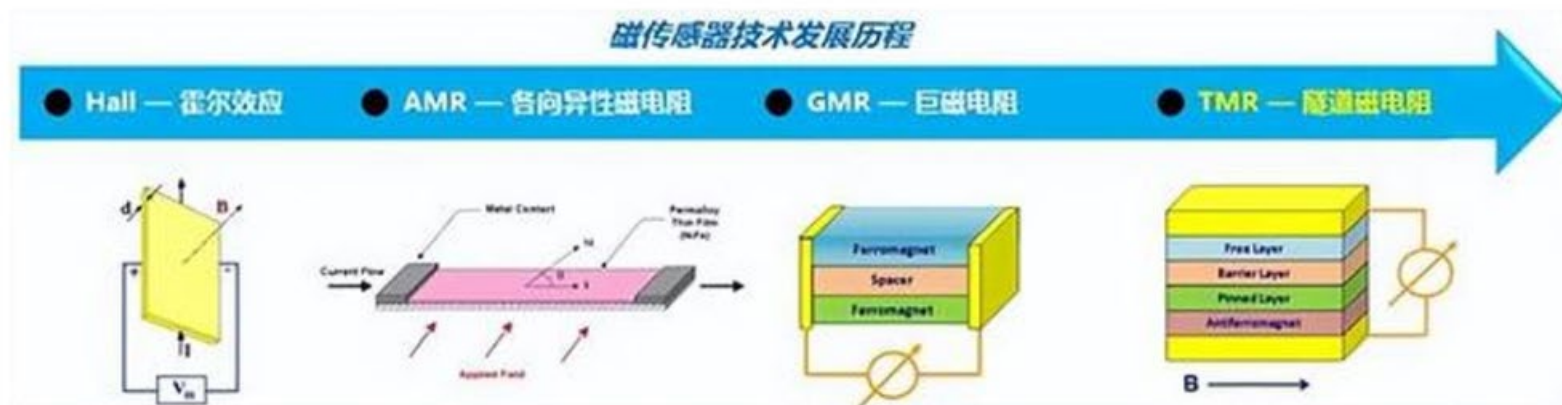 磁传感器技术发展历程
Hall — 霍尔效应
AMR — 各向异性磁电阻
GMR — 巨磁电阻
TMR — 隧道磁电阻
d
B
+
-
I
Vm
Metal Contact
Permalloy
Thin Film
(NiFe)
Current Flow
M
θ
I
Applied Field
Ferromagnet
Spacer
Ferromagnet
Free Layer
Barrier Layer
Pinned Layer
Antiferromagnet
B